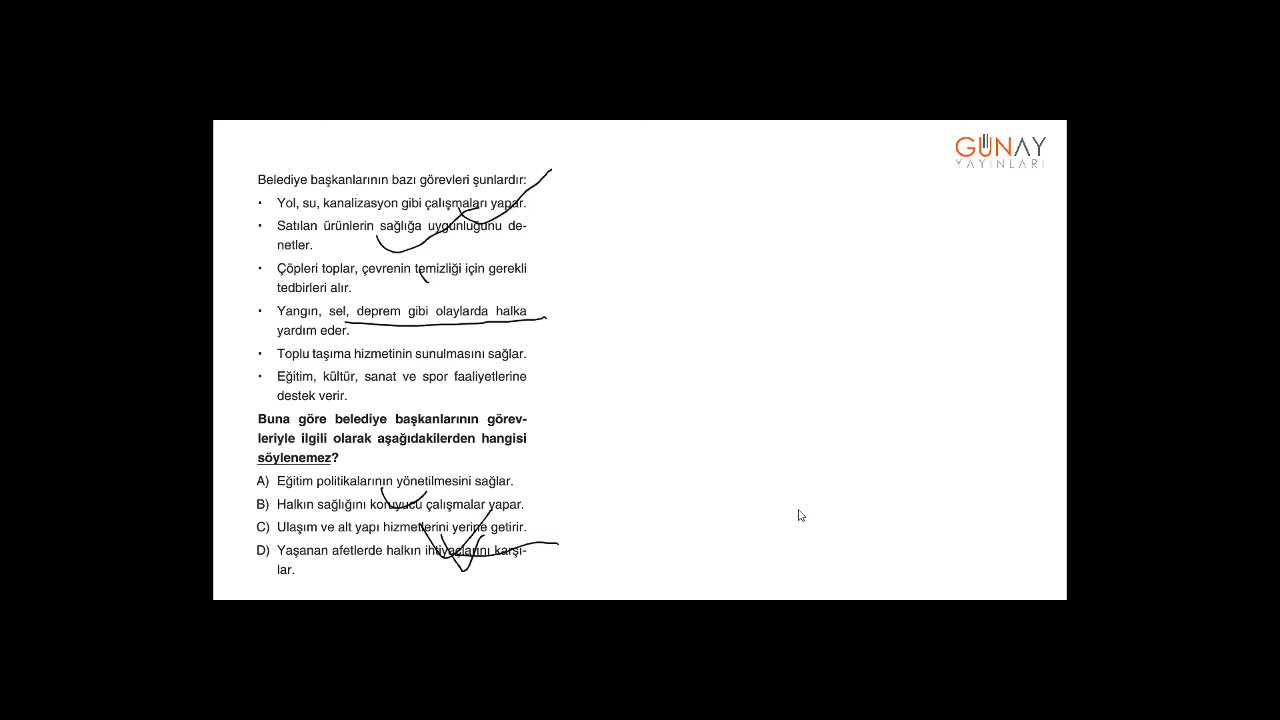 GÜNAY
YAYINLARI
Belediye başkanlarının bazı görevleri şunlardır:
• Yol, su, kanalizasyon gibi çalışmaları yapar.
• Satılan ürünlerin sağlığa uygunluğunu de-
netler.
• Çöpleri toplar, çevrenin temizliği için gerekli
tedbirleri alır.
• Yangın, sel, deprem gibi olaylarda halka
yardım eder.
• Toplu taşıma hizmetinin sunulmasını sağlar.
• Eğitim, kültür, sanat ve spor faaliyetlerine
destek verir.
Buna göre belediye başkanlarının görev-
leriyle ilgili olarak aşağıdakilerden hangisi
söylenemez?
A) Eğitim politikalarının yönetilmesini sağlar.
B) Halkın sağlığını koruyucu çalışmalar yapar.
C) Ulaşım ve alt yapı hizmetlerini yerine getirir.
D) Yaşanan afetlerde halkın ihtiyaçlarını karşı-
lar.